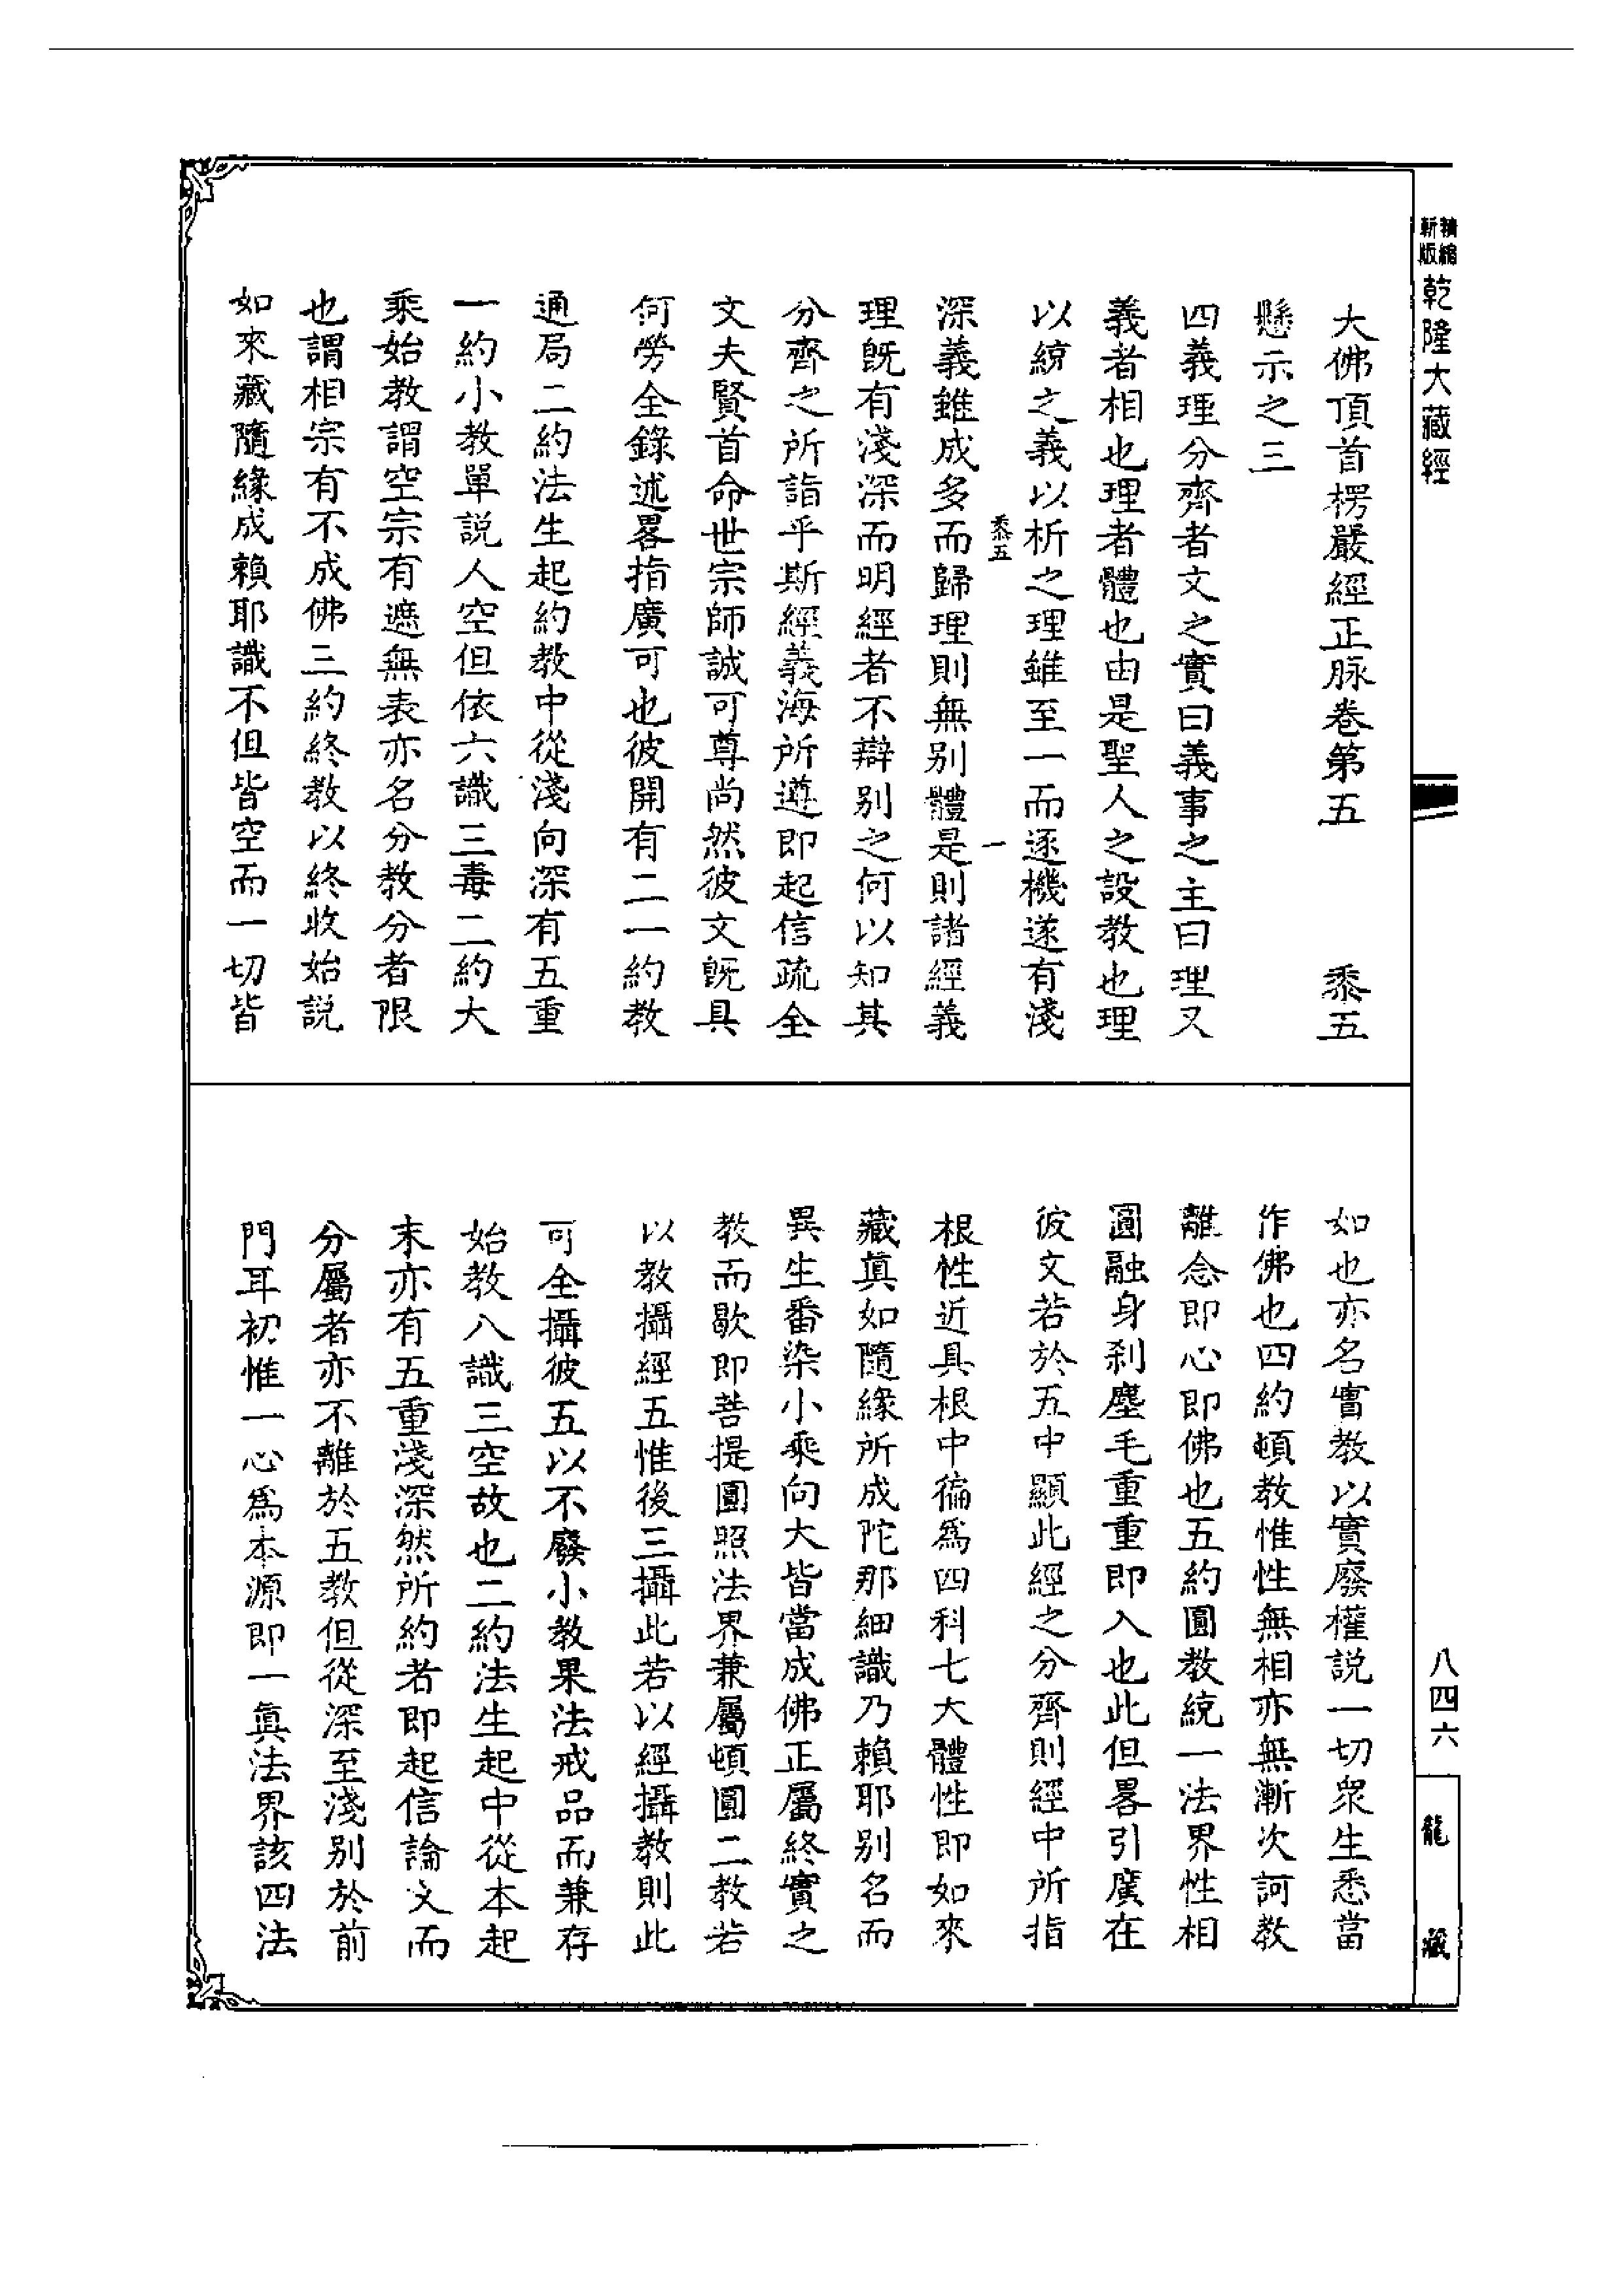 精縮
新版
乾隆大藏經
大佛頂首楞嚴經正脉卷第五 黍五
懸示之三
四義理分齊者文之實曰義事之主曰理又
義者相也理者體也由是聖人之設教也理
以統之義以析之理雖至一而逐機遂有淺
黍五 一
深義雖成多而歸理則無别體是則諸經義
理旣有淺深而明經者不辯别之何以知其
分齊之所詣乎斯經義海所遵即起信疏全
文夫賢首命世宗師誠可尊尚然彼文旣具
何勞全錄述畧指廣可也彼開有二一約教
通局二約法生起約教中從淺向深有五重
一約小教單説人空但依六識三毒二約大
乘始教謂空宗有遮無表亦名分教分者限
也謂相宗有不成佛三約終教以終收始説
如來藏隨緣成賴耶識不但皆空而一切皆
如也亦名實教以實廢權説一切衆生悉當
作佛也四約頓教惟性無相亦無漸次訶教
離念即心即佛也五約圓教統一法界性相
圓融身刹塵毛重重即入也此但畧引廣在
彼文若於五中顯此經之分齊則經中所指
根性近具根中徧爲四科七大體性即如來
藏眞如隨緣所成陀那細識乃賴耶别名而
異生番染小乘向大皆當成佛正屬終實之
教而歇即菩提圓照法界兼屬頓圓二教若
以教攝經五惟後三攝此若以經攝教則此
可全攝彼五以不廢小教果法戒品而兼存
始教八識三空故也二約法生起中從本起
末亦有五重淺深然所約者即起信論文而
分屬者亦不離於五教但從深至淺别於前
門耳初惟一心爲本源即一眞法界該四法
八四六
龍藏